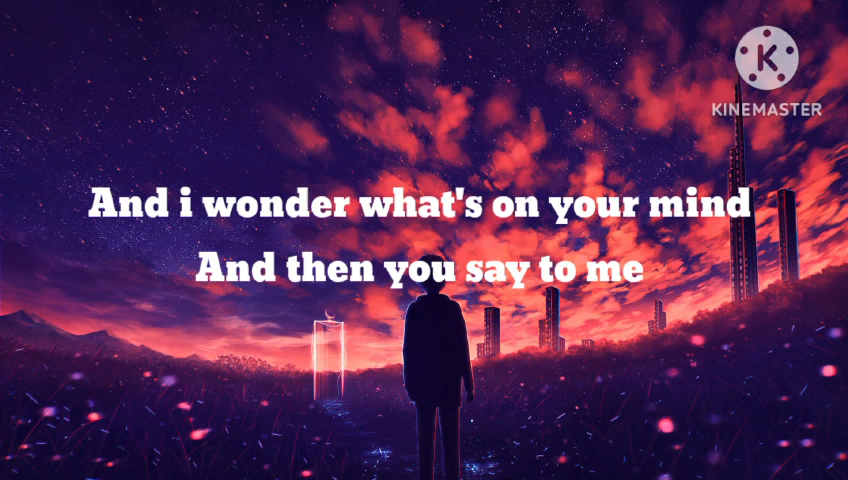 K
KINEMASTER
And i wonder what's on your mind
And then you say to me